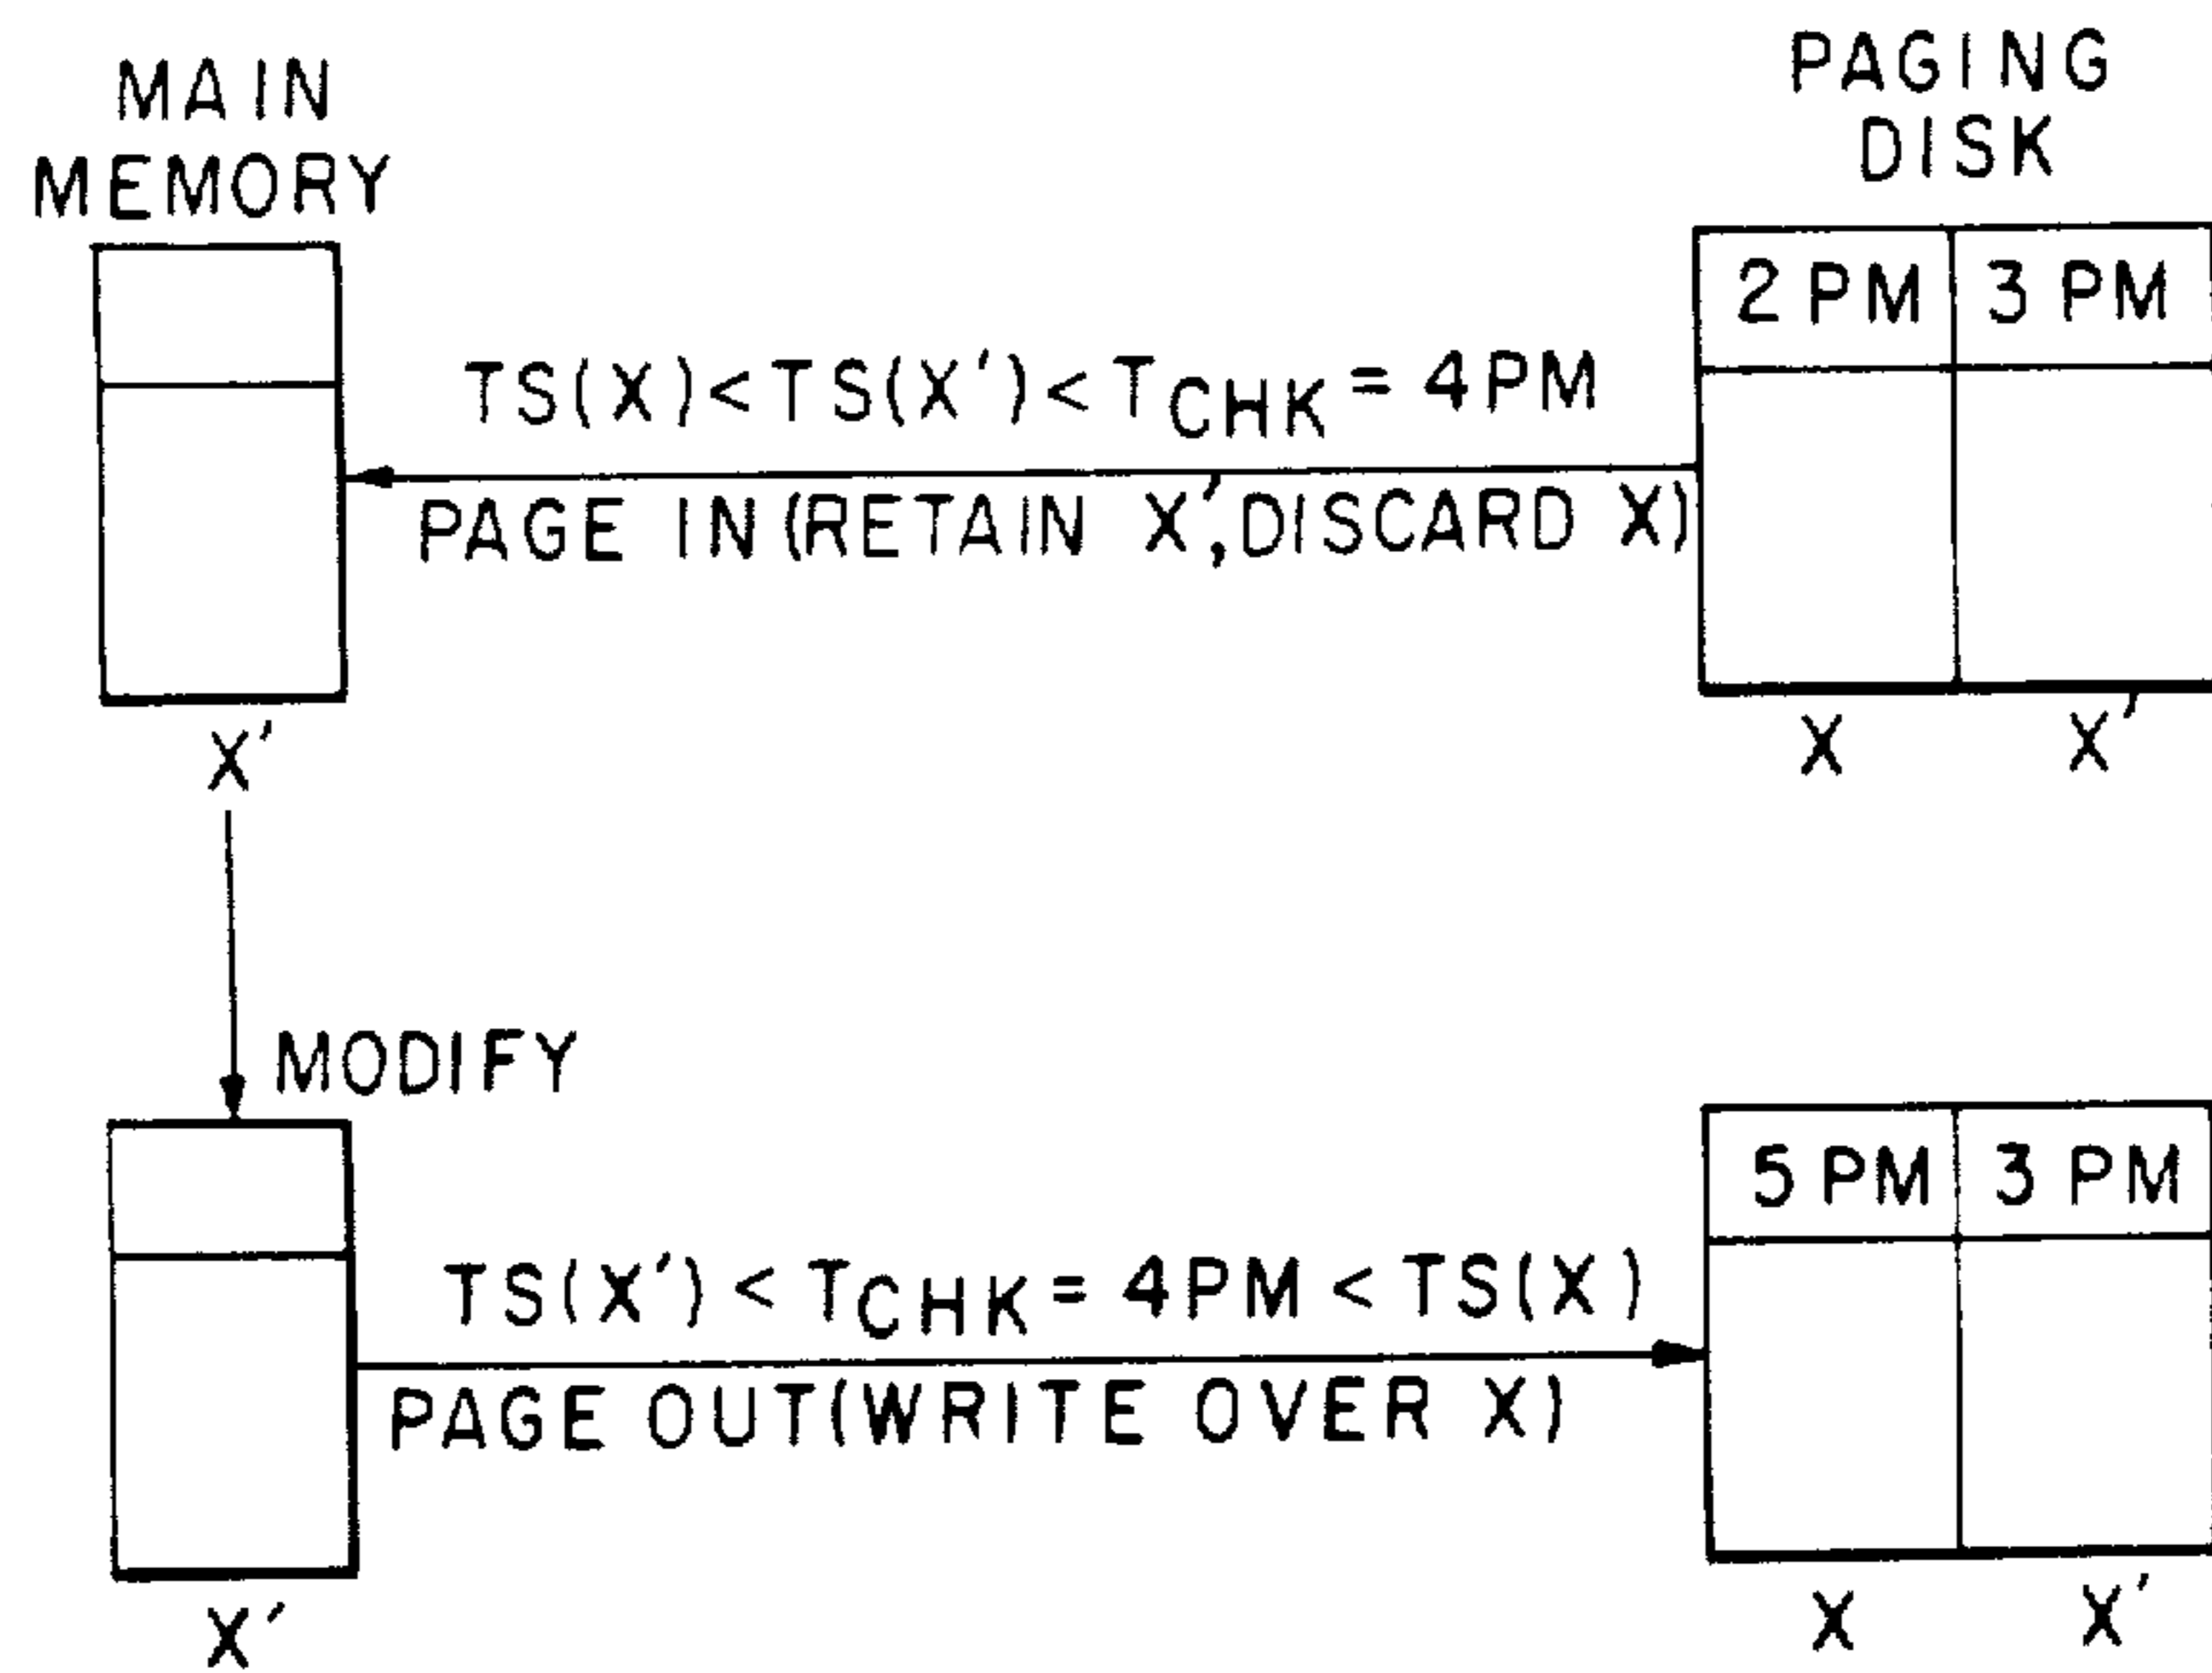 MAIN
MEMORY
PAGING
DISK
2 PM 3 PM
TS(X)<TS(X')<TCHK=4PM
PAGE IN(RETAIN X',DISCARD X)
X'
X X'
MODIFY
5 PM 3 PM
TS(X')<TCHK=4PM<TS(X)
PAGE OUT(WRITE OVER X)
X'
X X'